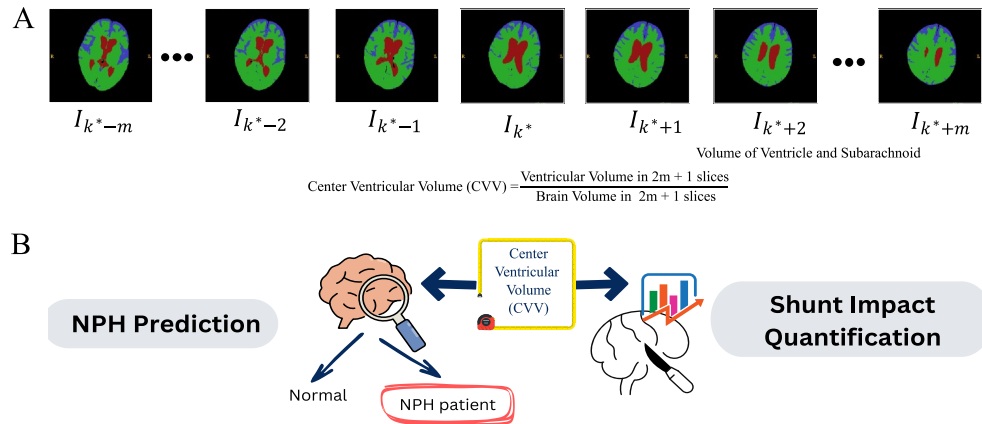 A
I_{k*−m}
I_{k*−2}
I_{k*−1}
I_{k*}
I_{k*+1}
I_{k*+2}
I_{k*+m}
Volume of Ventricle and Subarachnoid
Center Ventricular Volume (CVV) = Ventricular Volume in 2m + 1 slices
Brain Volume in 2m + 1 slices
B
NPH Prediction
Center
Ventricular
Volume
(CVV)
Shunt Impact
Quantification
Normal
NPH patient